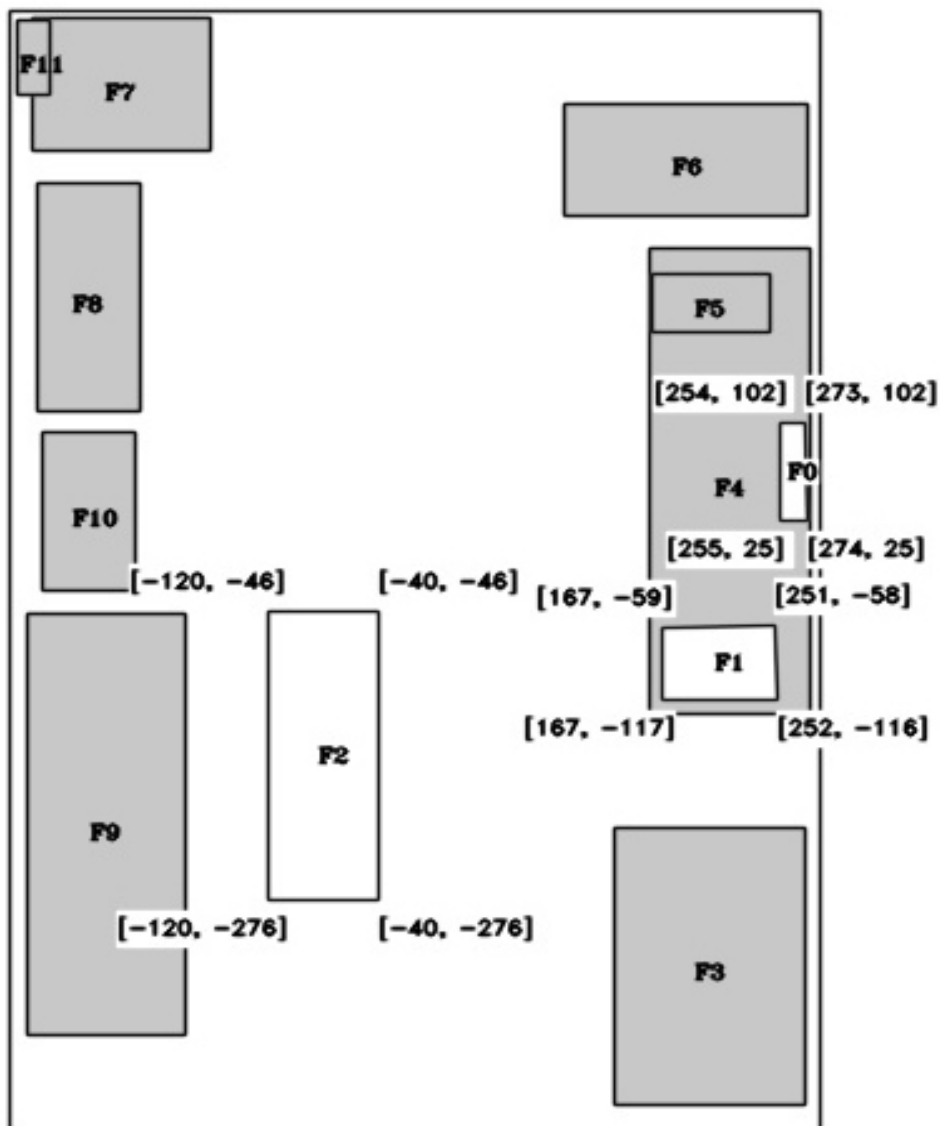 F11
F7
F6
F8
F5
[254, 102] [273, 102]
F0
F4
F10
[255, 25] [274, 25]
[-120, -46] [-40, -46] [167, -59] [251, -58]
F1
[167, -117] [252, -116]
F2
F9
[-120, -276] [-40, -276]
F3